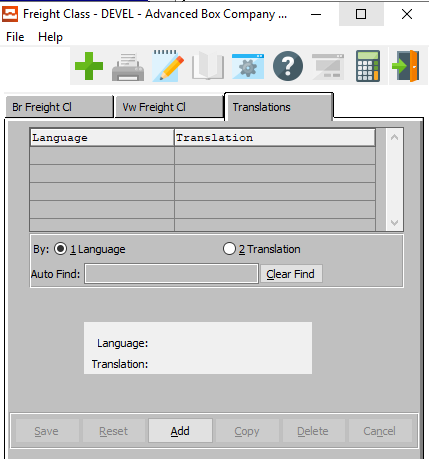 Freight Class - DEVEL - Advanced Box Company ...
File Help
Br Freight Cl Vw Freight Cl Translations
Language Translation
By: 1 Language 2 Translation
Auto Find: Clear Find
Language:
Translation:
Save Reset Add Copy Delete Cancel